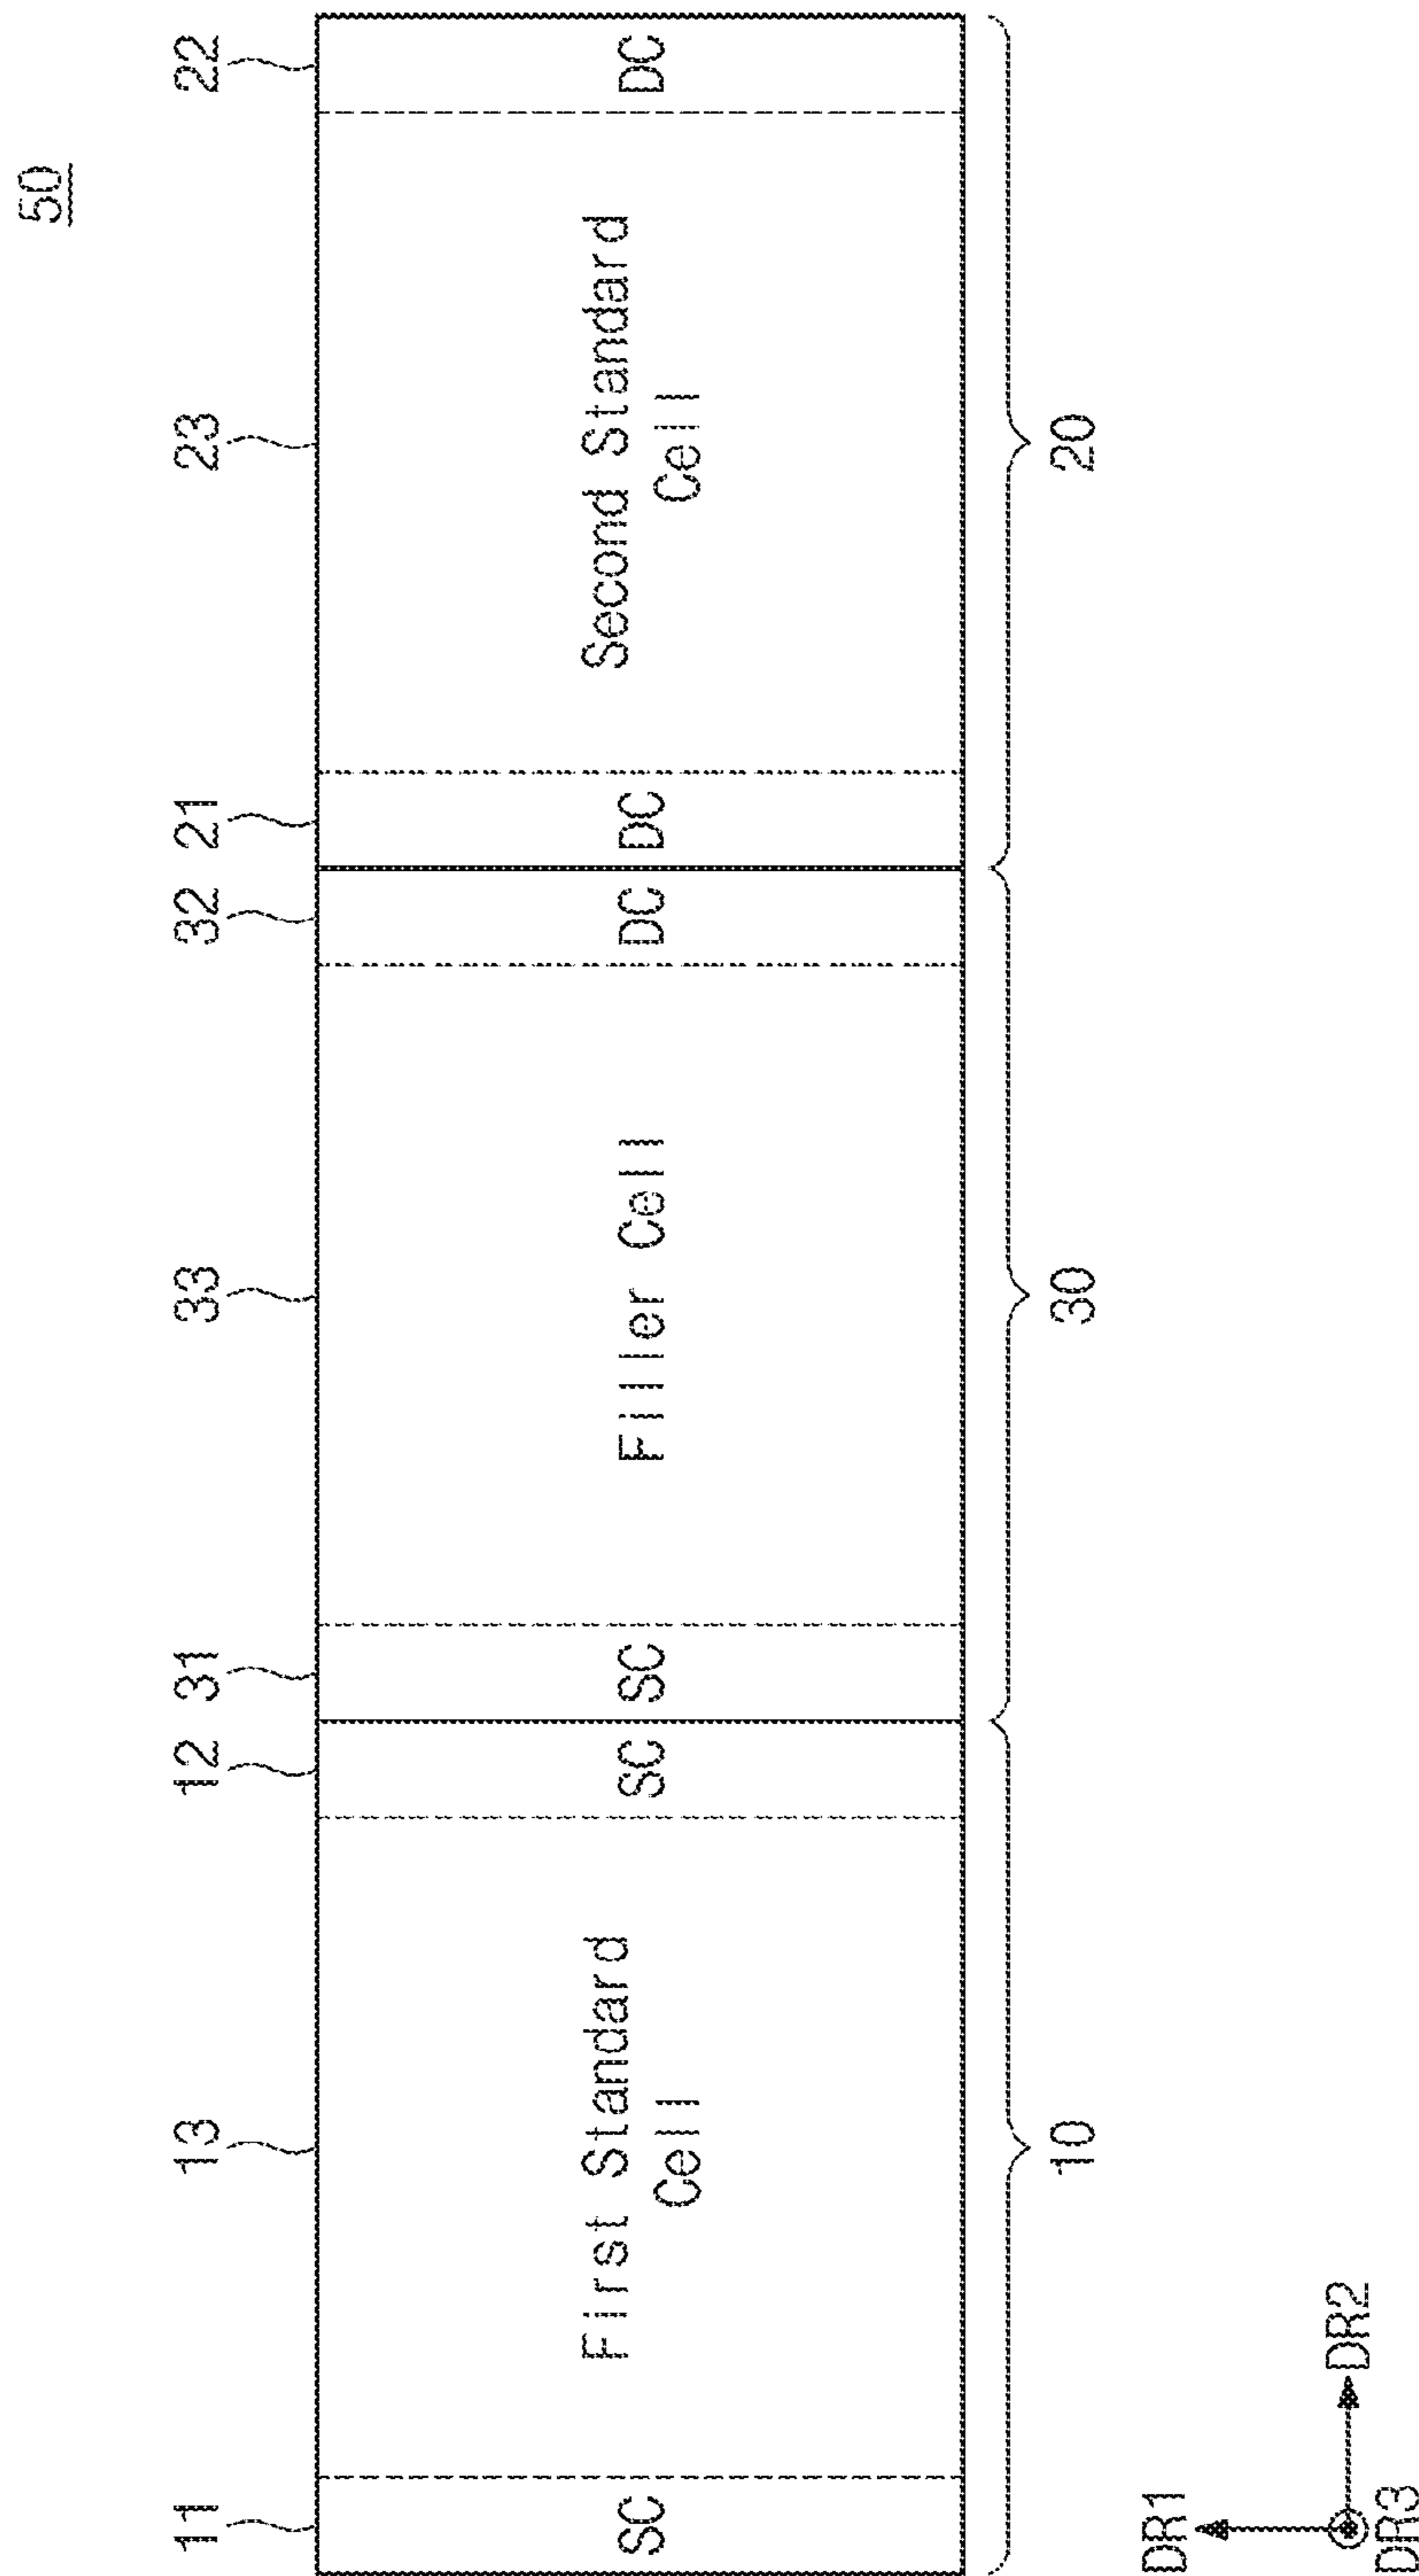 50
11 13 12 31 33 32 21 23 22
SC
First Standard
Cell
SC
SC
Filler Cell
DC
DC
Second Standard
Cell
DC
10 30 20
DR1
DR2
DR3